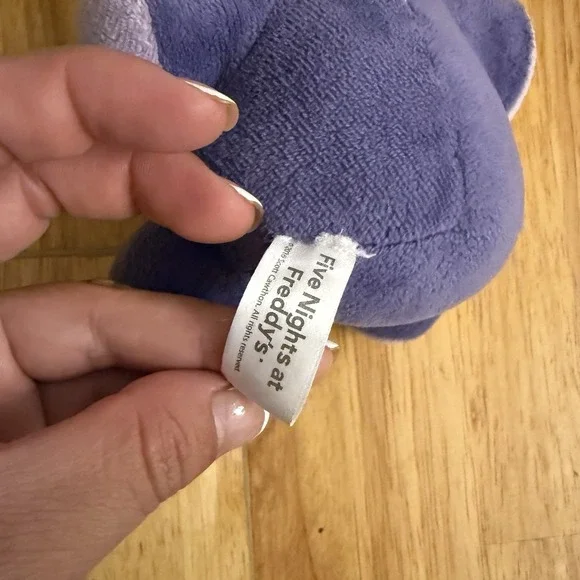 Five Nights at
Freddy's.
Scott Cawthon. All rights reserved